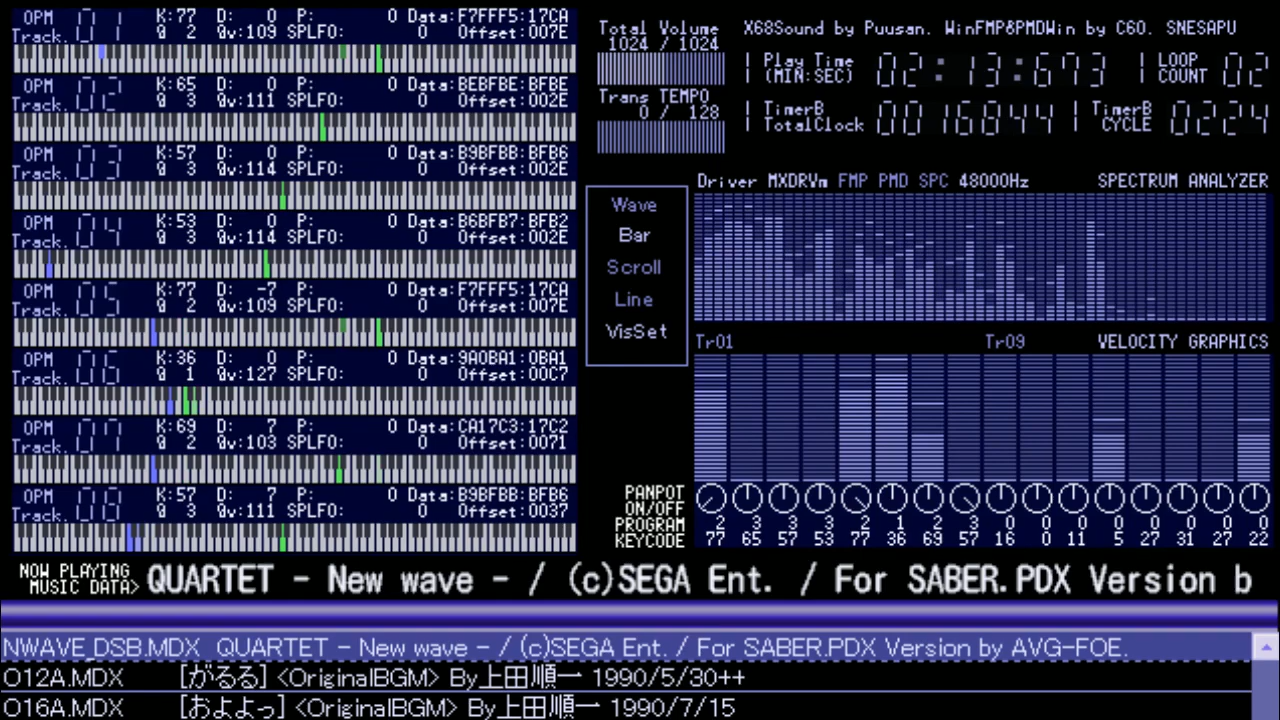 OPM K:77 D: 0 P: 0 Data:F7FFF5:17CA
Track. 01 @ 2 @v:109 SPLFO: 0 Offset:007E
OPM K:65 D: 0 P: 0 Data:BEBFBE:BFBE
Track. 02 @ 3 @v:111 SPLFO: 0 Offset:002E
OPM K:57 D: 0 P: 0 Data:B9BFBB:BFB6
Track. 03 @ 3 @v:114 SPLFO: 0 Offset:002E
OPM K:53 D: 0 P: 0 Data:B6BFB7:BFB2
Track. 04 @ 3 @v:114 SPLFO: 0 Offset:002E
OPM K:77 D: -7 P: 0 Data:F7FFF5:17CA
Track. 05 @ 2 @v:109 SPLFO: 0 Offset:007E
OPM K:36 D: 0 P: 0 Data:9A0BA1:0BA1
Track. 06 @ 1 @v:127 SPLFO: 0 Offset:00C7
OPM K:69 D: 7 P: 0 Data:CA17C3:17C2
Track. 07 @ 2 @v:103 SPLFO: 0 Offset:0071
OPM K:57 D: 7 P: 0 Data:B9BFBB:BFB6
Track. 08 @ 3 @v:111 SPLFO: 0 Offset:0037
Total Volume
1024 / 1024
Trans TEMPO
0 / 128
X68Sound by Puusan. WinFMP&PMDWin by C60. SNESAPU
Play Time
(MIN:SEC) 02:13:673
LOOP
COUNT 02
TimerB
TotalClock 0016844
TimerB
CYCLE 0224
Wave
Bar
Scroll
Line
VisSet
Driver MXDRVm FMP PMD SPC 48000Hz SPECTRUM ANALYZER
Tr01 Tr09 VELOCITY GRAPHICS
PANPOT
ON/OFF
PROGRAM 2 3 3 3 2 1 2 3 0 0 0 0 0 0 0 0
KEYCODE 77 65 57 53 77 36 69 57 16 0 11 5 27 31 27 22
NOW PLAYING
MUSIC DATA> QUARTET - New wave - / (c)SEGA Ent. / For SABER.PDX Version b
NWAVE_DSB.MDX QUARTET - New wave - / (c)SEGA Ent. / For SABER.PDX Version by AVG-FOE.
O12A.MDX [がるる] <OriginalBGM> By上田順一 1990/5/30++
O16A.MDX [およよっ] <OriginalBGM> By上田順一 1990/7/15